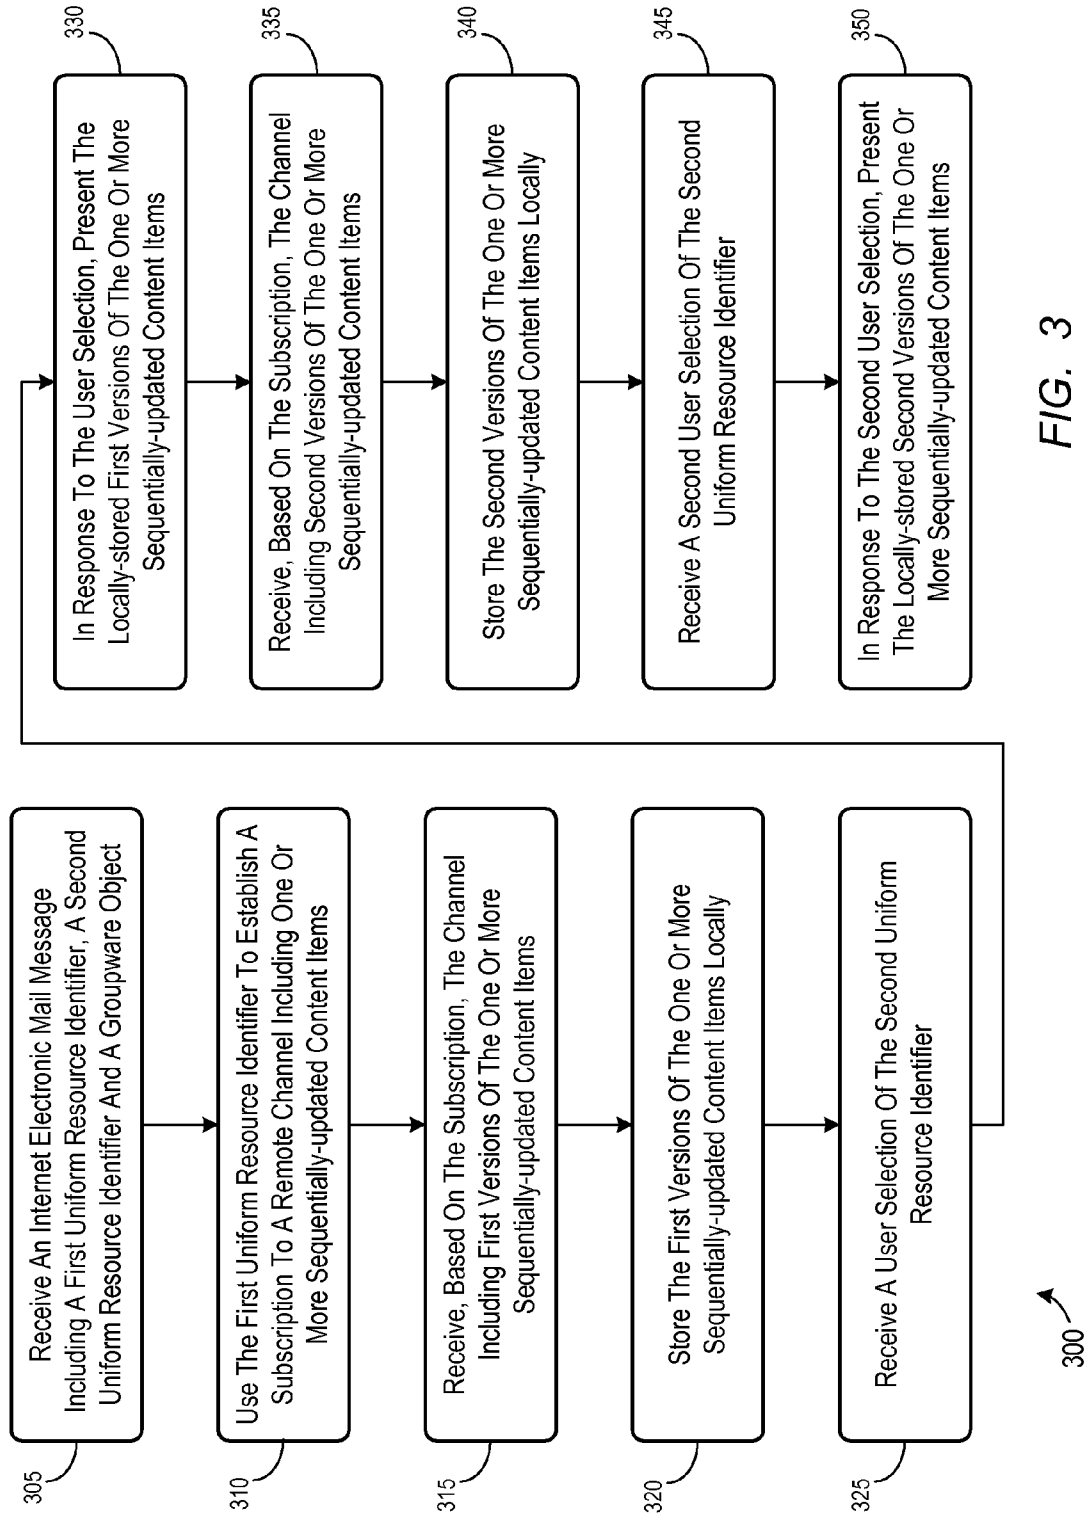 305
Receive An Internet Electronic Mail Message
Including A First Uniform Resource Identifier, A Second
Uniform Resource Identifier And A Groupware Object
310
Use The First Uniform Resource Identifier To Establish A
Subscription To A Remote Channel Including One Or
More Sequentially-updated Content Items
315
Receive, Based On The Subscription, The Channel
Including First Versions Of The One Or More
Sequentially-updated Content Items
320
Store The First Versions Of The One Or More
Sequentially-updated Content Items Locally
325
Receive A User Selection Of The Second Uniform
Resource Identifier
330
In Response To The User Selection, Present The
Locally-stored First Versions Of The One Or More
Sequentially-updated Content Items
335
Receive, Based On The Subscription, The Channel
Including Second Versions Of The One Or More
Sequentially-updated Content Items
340
Store The Second Versions Of The One Or More
Sequentially-updated Content Items Locally
345
Receive A Second User Selection Of The Second
Uniform Resource Identifier
350
In Response To The Second User Selection, Present
The Locally-stored Second Versions Of The One Or
More Sequentially-updated Content Items
300
FIG. 3